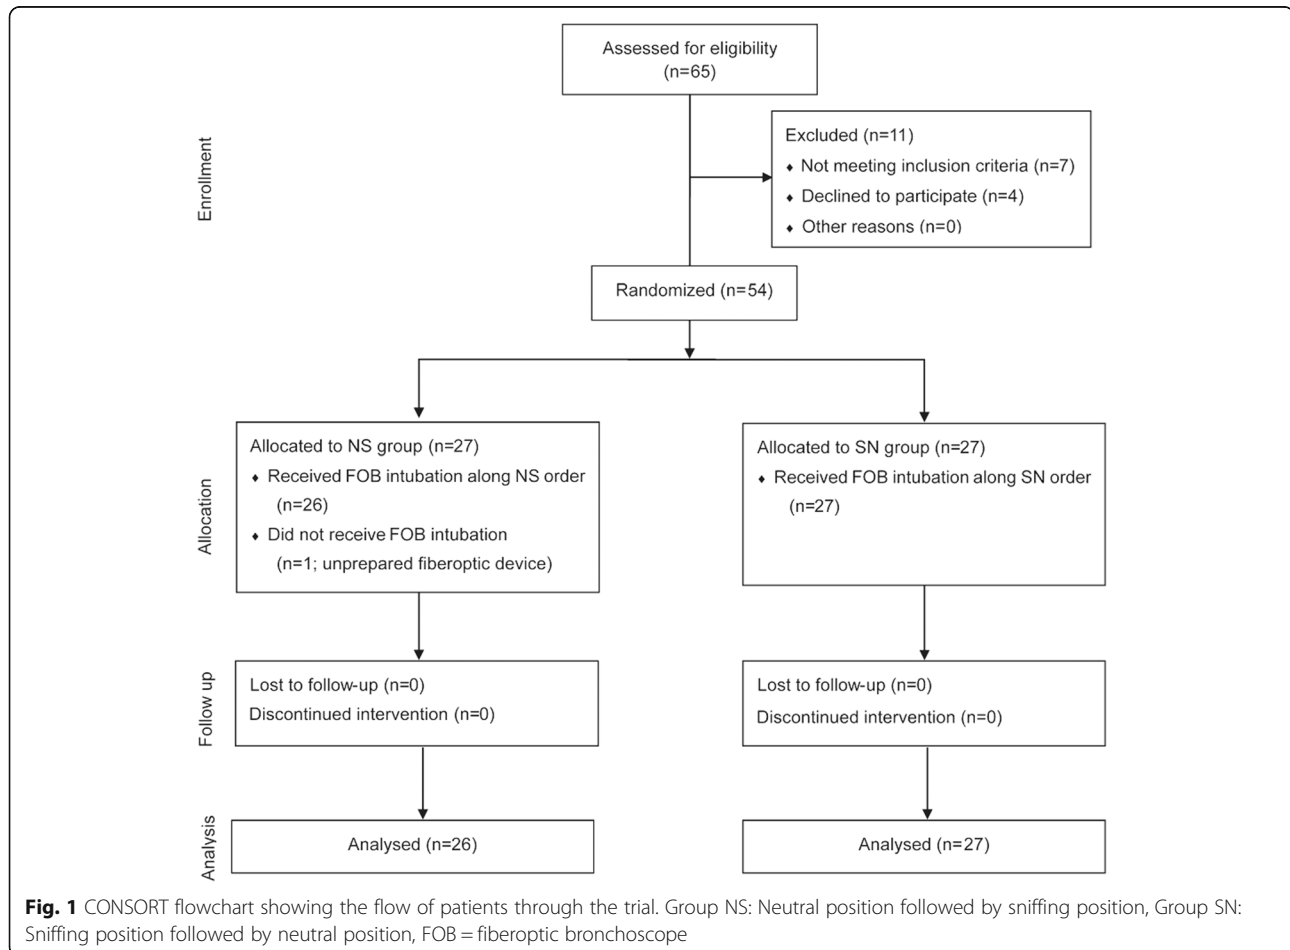 Assessed for eligibility
(n=65)
Enrollment
Excluded (n=11)
♦ Not meeting inclusion criteria (n=7)
♦ Declined to participate (n=4)
♦ Other reasons (n=0)
Randomized (n=54)
Allocation
Allocated to NS group (n=27)
♦ Received FOB intubation along NS order
(n=26)
♦ Did not receive FOB intubation
(n=1; unprepared fiberoptic device)
Allocated to SN group (n=27)
♦ Received FOB intubation along SN order
(n=27)
Follow up
Lost to follow-up (n=0)
Discontinued intervention (n=0)
Lost to follow-up (n=0)
Discontinued intervention (n=0)
Analysis
Analysed (n=26)
Analysed (n=27)
Fig. 1 CONSORT flowchart showing the flow of patients through the trial. Group NS: Neutral position followed by sniffing position, Group SN:
Sniffing position followed by neutral position, FOB = fiberoptic bronchoscope